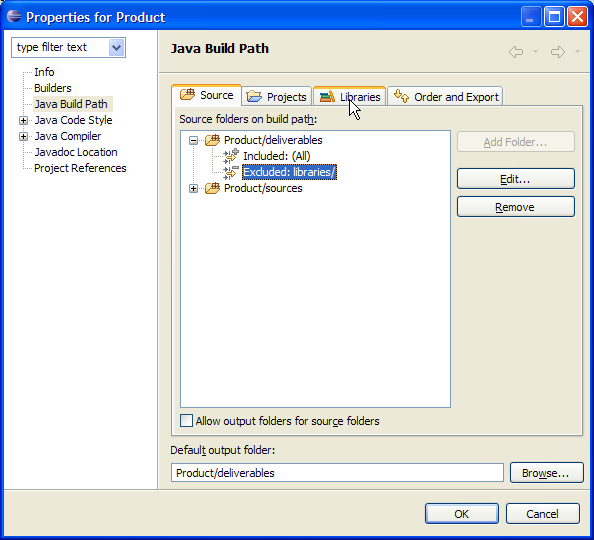 Properties for Product
type filter text
Info
Builders
Java Build Path
Java Code Style
Java Compiler
Javadoc Location
Project References
Java Build Path
Source
Projects
Libraries
Order and Export
Source folders on build path:
Product/deliverables
Included: (All)
Excluded: libraries/
Product/sources
Add Folder...
Edit...
Remove
Allow output folders for source folders
Default output folder:
Product/deliverables
Browse...
OK
Cancel